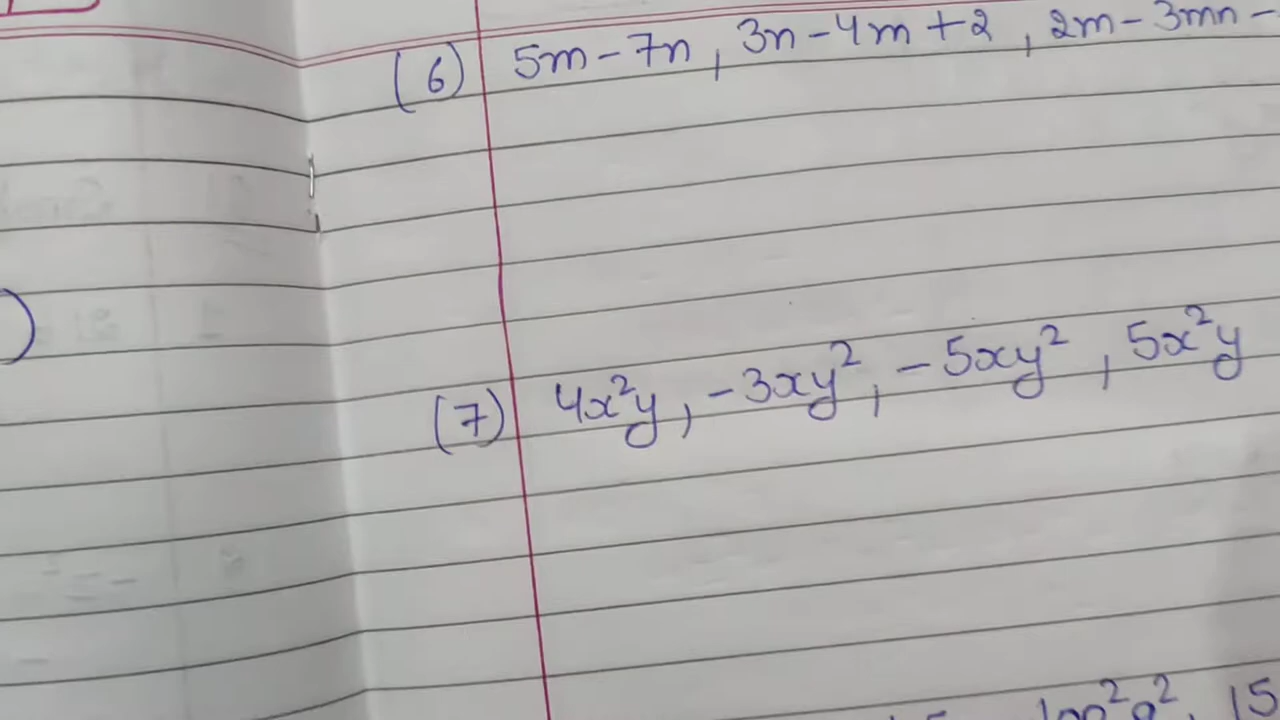 (6) 5m - 7n, 3n - 4m + 2, 2m - 3mn -
(7) 4x²y, -3xy², -5xy², 5x²y